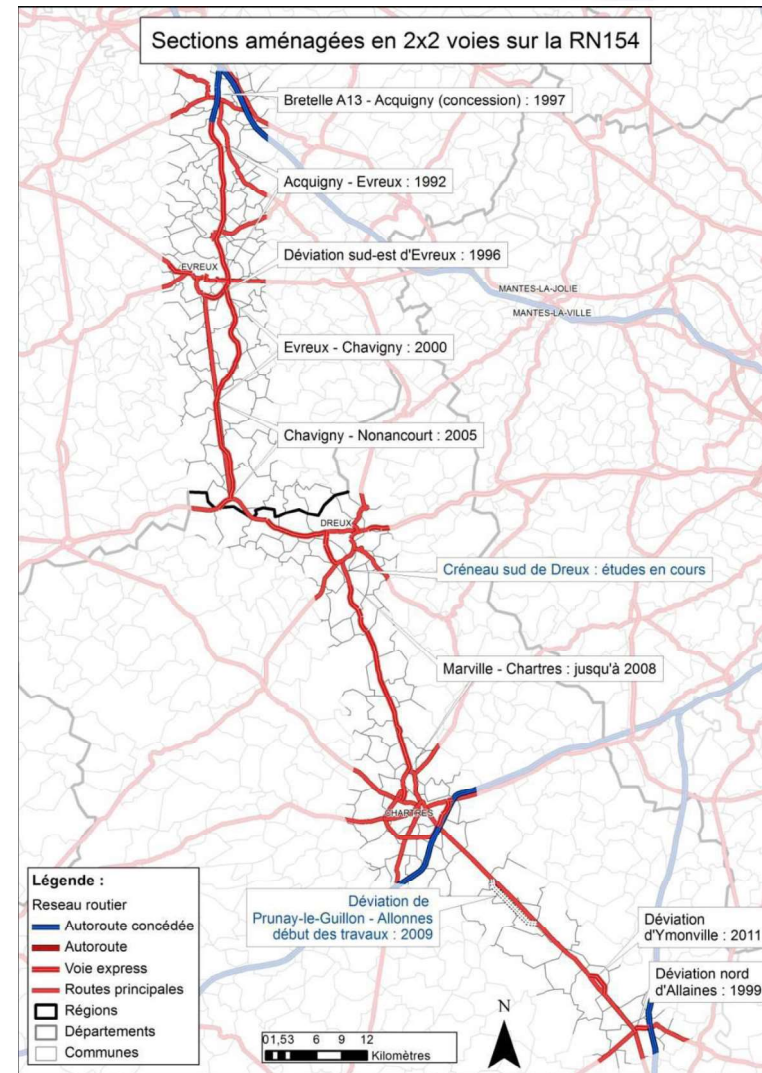 Sections aménagées en 2x2 voies sur la RN154
Bretelle A13 - Acquigny (concession) : 1997
Acquigny - Evreux : 1992
Déviation sud-est d'Evreux : 1996
EVREUX
MANTES-LA-JOLIE
MANTES-LA-VILLE
Evreux - Chavigny : 2000
Chavigny - Nonancourt : 2005
DREUX
Créneau sud de Dreux : études en cours
Marville - Chartres : jusqu'à 2008
CHARTRES
Déviation de
Prunay-le-Guillon - Allonnes
début des travaux : 2009
Déviation
d'Ymonville : 2011
Déviation nord
d'Allaines : 1999
Légende :
Reseau routier
Autoroute concédée
Autoroute
Voie express
Routes principales
Régions
Départements
Communes
N
0 1,5 3 6 9 12
Kilomètres